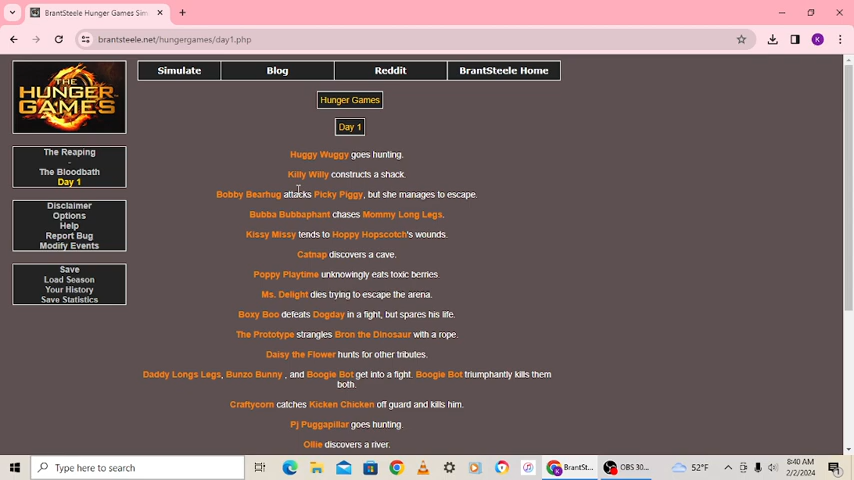 BrantSteele Hunger Games Sim
brantsteele.net/hungergames/day1.php
K
THE
HUNGER
GAMES
Simulate
Blog
Reddit
BrantSteele Home
Hunger Games
Day 1
The Reaping
-
The Bloodbath
Day 1
Disclaimer
Options
Help
Report Bug
Modify Events
Save
Load Season
Your History
Save Statistics
Huggy Wuggy goes hunting.
Killy Willy constructs a shack.
Bobby Bearhug attacks Picky Piggy, but she manages to escape.
Bubba Bubbaphant chases Mommy Long Legs.
Kissy Missy tends to Hoppy Hopscotch's wounds.
Catnap discovers a cave.
Poppy Playtime unknowingly eats toxic berries.
Ms. Delight dies trying to escape the arena.
Boxy Boo defeats Dogday in a fight, but spares his life.
The Prototype strangles Bron the Dinosaur with a rope.
Daisy the Flower hunts for other tributes.
Daddy Longs Legs, Bunzo Bunny , and Boogie Bot get into a fight. Boogie Bot triumphantly kills them
both.
Craftycorn catches Kicken Chicken off guard and kills him.
Pj Puggapillar goes hunting.
Ollie discovers a river.
Type here to search
BrantSt...
OBS 30....
52°F
8:40 AM
2/2/2024